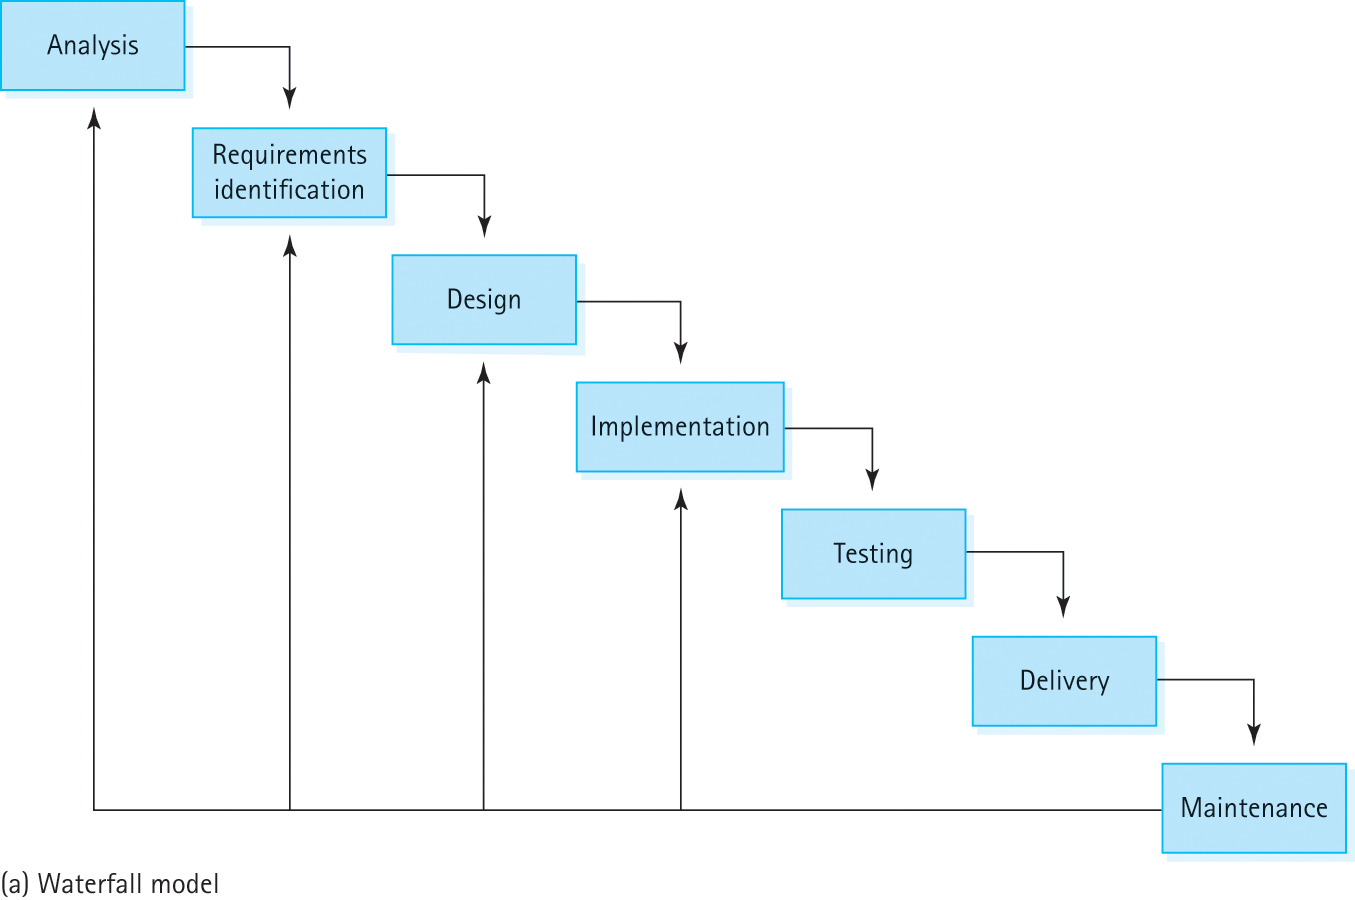 Analysis
Requirements
identification
Design
Implementation
Testing
Delivery
Maintenance
(a) Waterfall model